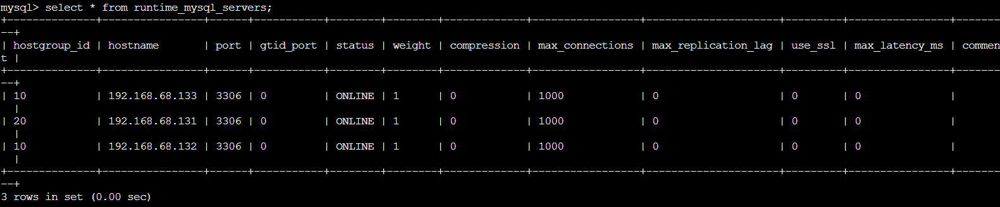 mysql> select * from runtime_mysql_servers;
+--------------+----------------+------+-----------+--------+--------+-------------+-----------------+---------------------+---------+----------------+-------
--+
| hostgroup_id | hostname       | port | gtid_port | status | weight | compression | max_connections | max_replication_lag | use_ssl | max_latency_ms | commen
t |
+--------------+----------------+------+-----------+--------+--------+-------------+-----------------+---------------------+---------+----------------+-------
--+
| 10           | 192.168.68.133 | 3306 | 0         | ONLINE | 1      | 0           | 1000            | 0                   | 0       | 0              |
  |
| 20           | 192.168.68.131 | 3306 | 0         | ONLINE | 1      | 0           | 1000            | 0                   | 0       | 0              |
  |
| 10           | 192.168.68.132 | 3306 | 0         | ONLINE | 1      | 0           | 1000            | 0                   | 0       | 0              |
  |
+--------------+----------------+------+-----------+--------+--------+-------------+-----------------+---------------------+---------+----------------+-------
--+
3 rows in set (0.00 sec)